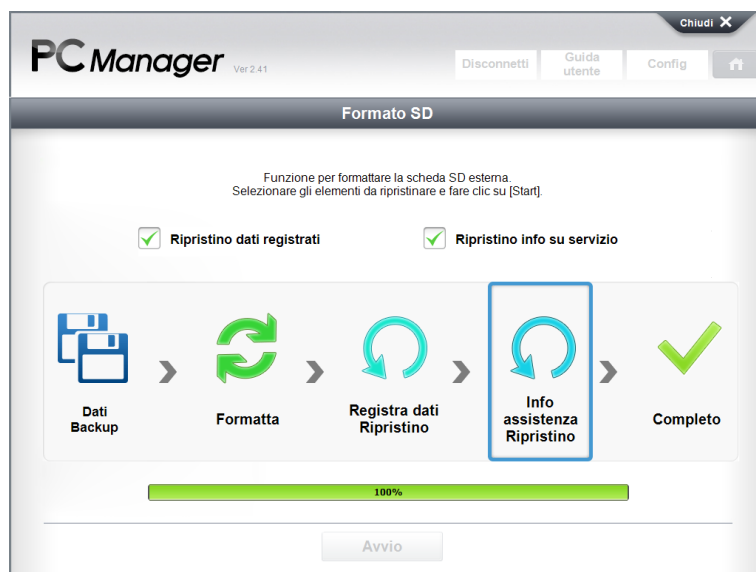 Chiudi X
PC Manager Ver 2.41
Disconnetti
Guida
utente
Config
Formato SD
Funzione per formattare la scheda SD esterna.
Selezionare gli elementi da ripristinare e fare clic su [Start].
Ripristino dati registrati
Ripristino info su servizio
Dati
Backup
Formatta
Registra dati
Ripristino
Info
assistenza
Ripristino
Completo
100%
Avvio